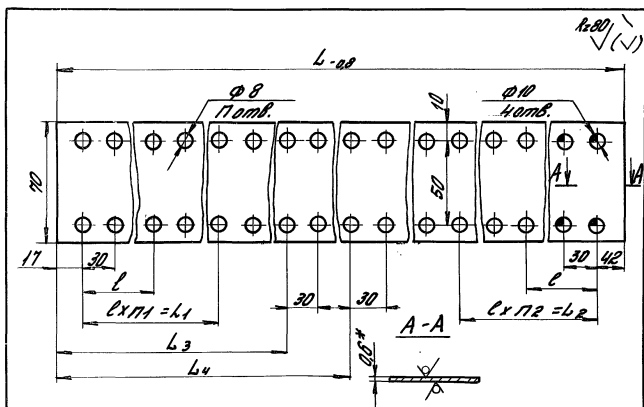 Rz80 √(√)
L-0,8
Ф 8
П отв.
10
Ф10
4 отв.
70
50
А
А
17
30
l
l×n1=L1
30
30
30
42
l
l×n2=L2
L3
L4
А-А
0,6*